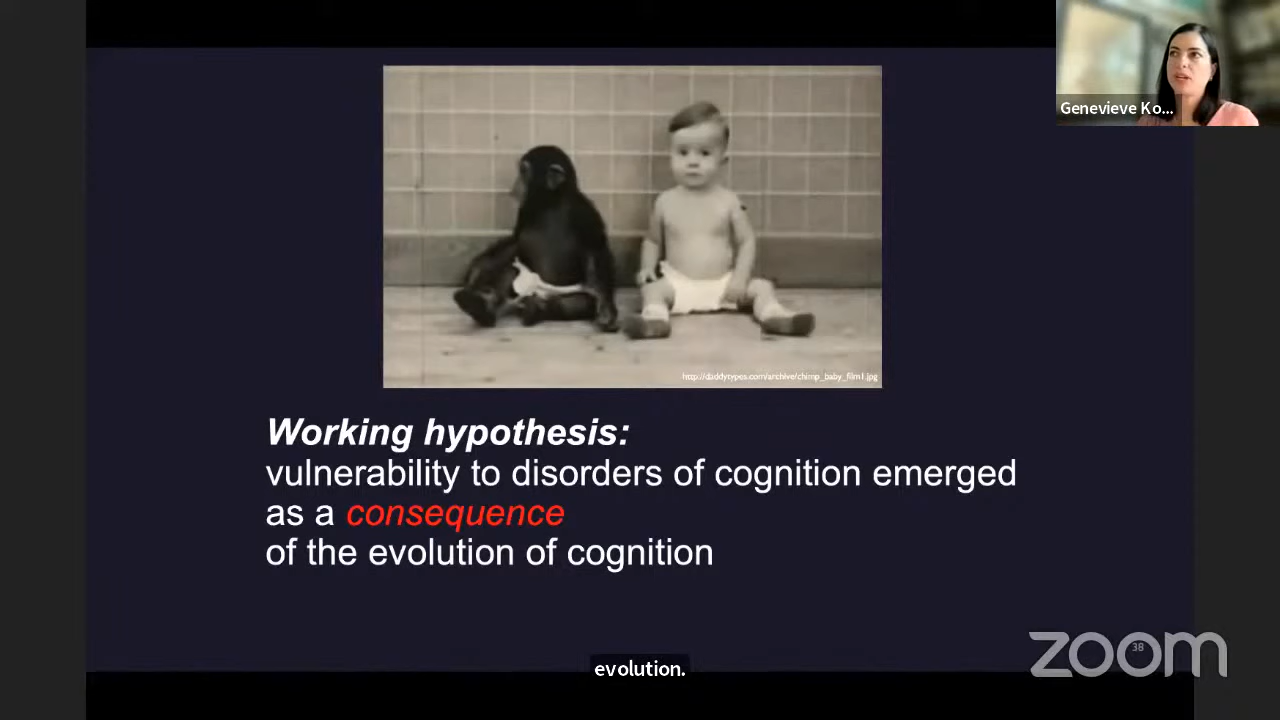 Genevieve Ko...
http://daddytypes.com/archive/chimp_baby_film1.jpg
Working hypothesis:
vulnerability to disorders of cognition emerged
as a consequence
of the evolution of cognition
38
zoom
evolution.